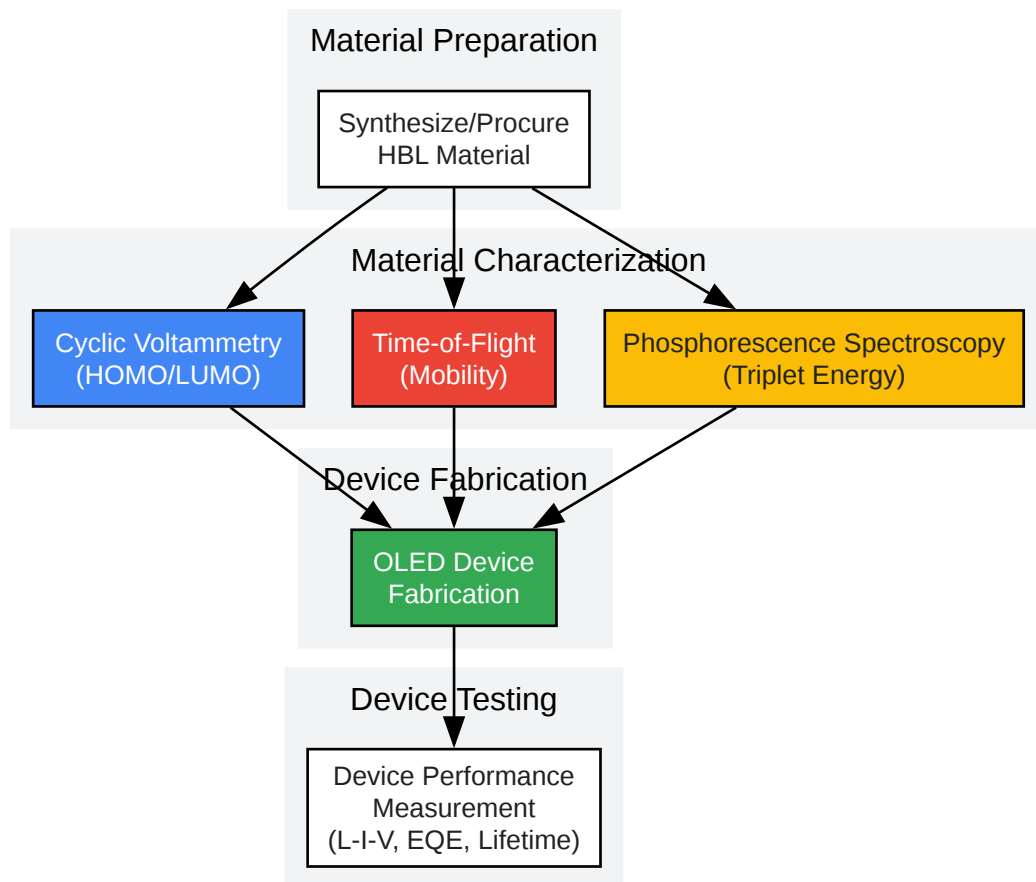 Material Preparation
Synthesize/Procure
HBL Material
Material Characterization
Cyclic Voltammetry
(HOMO/LUMO)
Time-of-Flight
(Mobility)
Phosphorescence Spectroscopy
(Triplet Energy)
Device Fabrication
OLED Device
Fabrication
Device Testing
Device Performance
Measurement
(L-I-V, EQE, Lifetime)